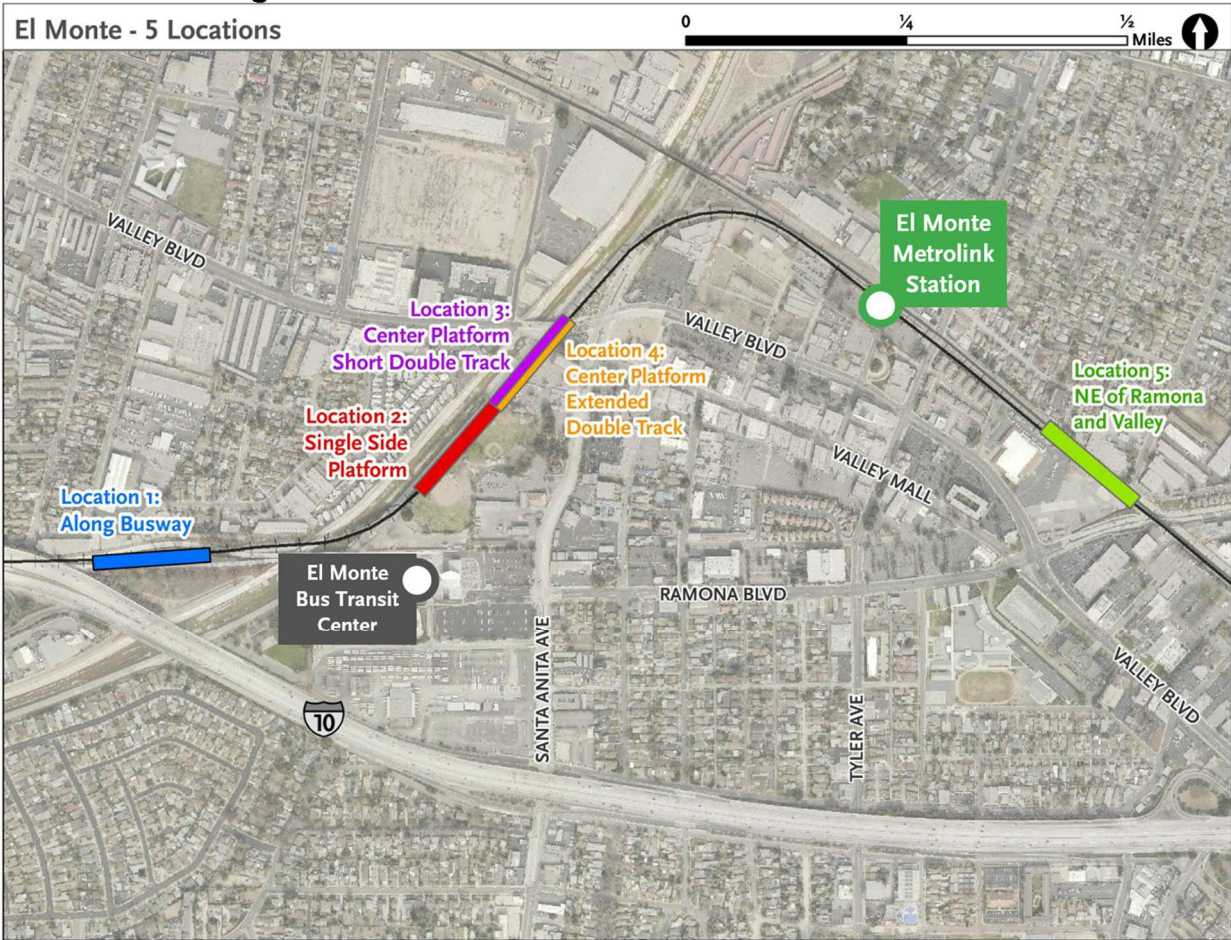 El Monte - 5 Locations
0
¼
½
Miles
VALLEY BLVD
El Monte
Metrolink
Station
Location 3:
Center Platform
Short Double Track
VALLEY BLVD
Location 4:
Center Platform
Extended
Double Track
Location 5:
NE of Ramona
and Valley
Location 2:
Single Side
Platform
VALLEY MALL
Location 1:
Along Busway
El Monte
Bus Transit
Center
RAMONA BLVD
SANTA ANITA AVE
TYLER AVE
VALLEY BLVD
10